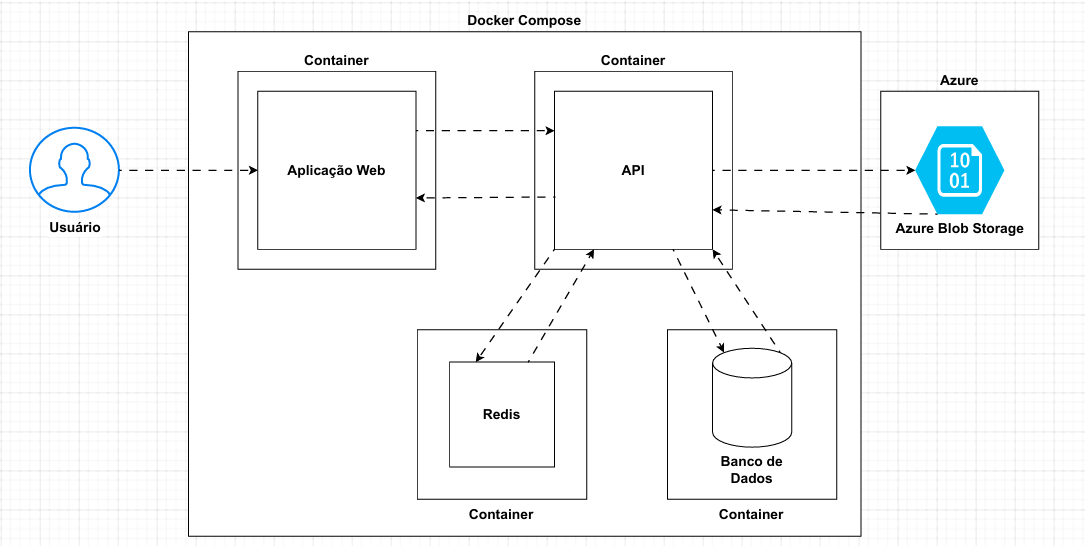 Docker Compose
Container
Container
Azure
Aplicação Web
API
10
01
Usuário
Azure Blob Storage
Redis
Banco de
Dados
Container
Container